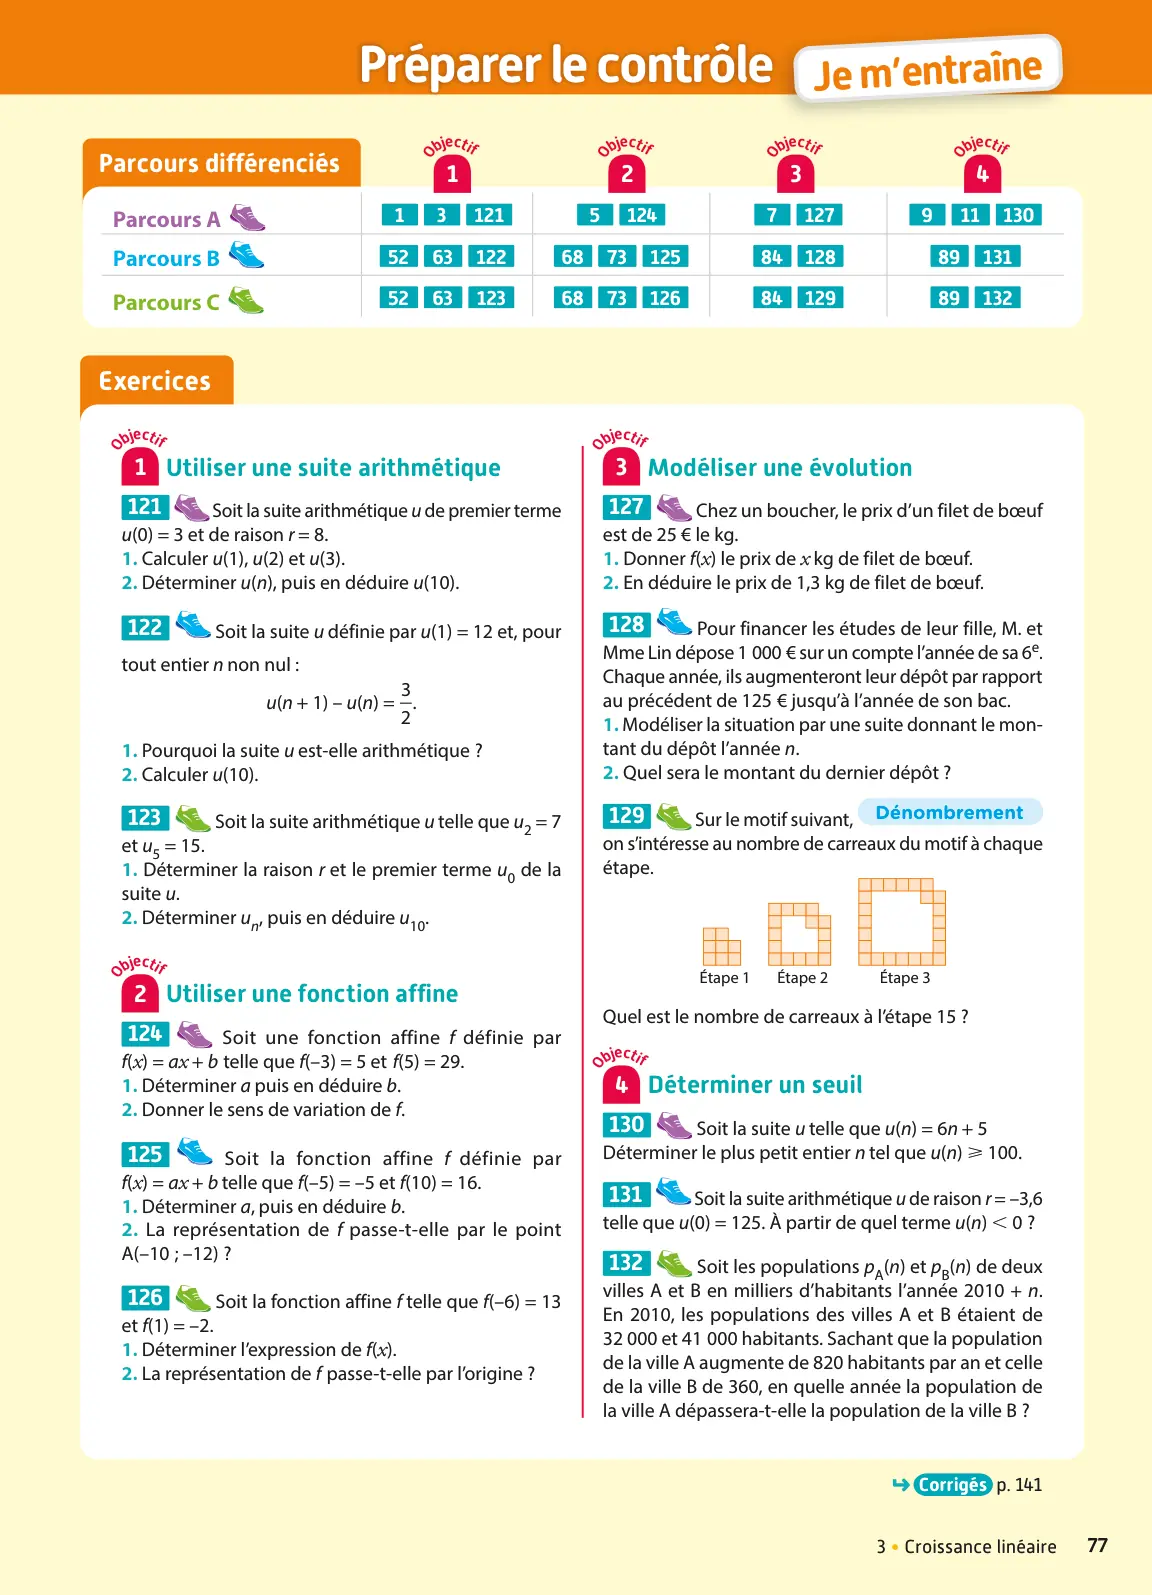 Préparer le contrôle Je m'entraîne
Parcours différenciés
Objectif 1
Objectif 2
Objectif 3
Objectif 4
Parcours A 1 3 121 5 124 7 127 9 11 130
Parcours B 52 63 122 68 73 125 84 128 89 131
Parcours C 52 63 123 68 73 126 84 129 89 132
Exercices
Objectif
1 Utiliser une suite arithmétique
121 Soit la suite arithmétique u de premier terme
u(0) = 3 et de raison r = 8.
1. Calculer u(1), u(2) et u(3).
2. Déterminer u(n), puis en déduire u(10).
122 Soit la suite u définie par u(1) = 12 et, pour
tout entier n non nul :
u(n + 1) – u(n) = 3/2.
1. Pourquoi la suite u est-elle arithmétique ?
2. Calculer u(10).
123 Soit la suite arithmétique u telle que u₂ = 7
et u₅ = 15.
1. Déterminer la raison r et le premier terme u₀ de la
suite u.
2. Déterminer uₙ, puis en déduire u₁₀.
Objectif
2 Utiliser une fonction affine
124 Soit une fonction affine f définie par
f(x) = ax + b telle que f(–3) = 5 et f(5) = 29.
1. Déterminer a puis en déduire b.
2. Donner le sens de variation de f.
125 Soit la fonction affine f définie par
f(x) = ax + b telle que f(–5) = –5 et f(10) = 16.
1. Déterminer a, puis en déduire b.
2. La représentation de f passe-t-elle par le point
A(–10 ; –12) ?
126 Soit la fonction affine f telle que f(–6) = 13
et f(1) = –2.
1. Déterminer l'expression de f(x).
2. La représentation de f passe-t-elle par l'origine ?
Objectif
3 Modéliser une évolution
127 Chez un boucher, le prix d'un filet de bœuf
est de 25 € le kg.
1. Donner f(x) le prix de x kg de filet de bœuf.
2. En déduire le prix de 1,3 kg de filet de bœuf.
128 Pour financer les études de leur fille, M. et
Mme Lin dépose 1 000 € sur un compte l'année de sa 6ᵉ.
Chaque année, ils augmenteront leur dépôt par rapport
au précédent de 125 € jusqu'à l'année de son bac.
1. Modéliser la situation par une suite donnant le mon-
tant du dépôt l'année n.
2. Quel sera le montant du dernier dépôt ?
129 Sur le motif suivant, Dénombrement
on s'intéresse au nombre de carreaux du motif à chaque
étape.
Étape 1 Étape 2 Étape 3
Quel est le nombre de carreaux à l'étape 15 ?
Objectif
4 Déterminer un seuil
130 Soit la suite u telle que u(n) = 6n + 5
Déterminer le plus petit entier n tel que u(n) ⩾ 100.
131 Soit la suite arithmétique u de raison r = –3,6
telle que u(0) = 125. À partir de quel terme u(n) < 0 ?
132 Soit les populations p_A(n) et p_B(n) de deux
villes A et B en milliers d'habitants l'année 2010 + n.
En 2010, les populations des villes A et B étaient de
32 000 et 41 000 habitants. Sachant que la population
de la ville A augmente de 820 habitants par an et celle
de la ville B de 360, en quelle année la population de
la ville A dépassera-t-elle la population de la ville B ?
↪ Corrigés p. 141
3 • Croissance linéaire 77